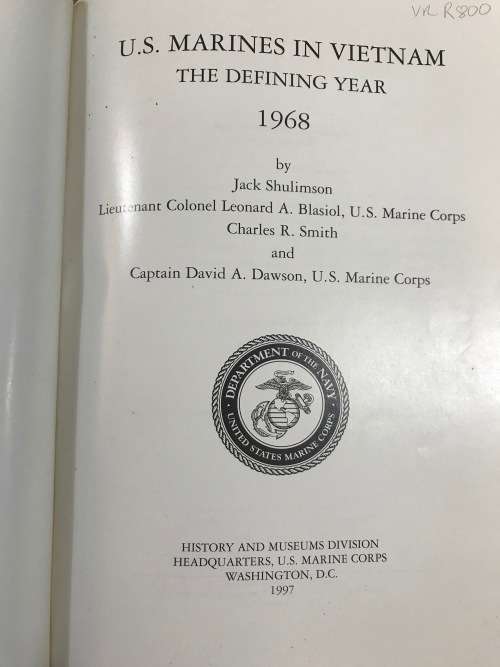 VR R800
U.S. MARINES IN VIETNAM
THE DEFINING YEAR
1968
by
Jack Shulimson
Lieutenant Colonel Leonard A. Blasiol, U.S. Marine Corps
Charles R. Smith
and
Captain David A. Dawson, U.S. Marine Corps
DEPARTMENT OF THE NAVY
UNITED STATES MARINE CORPS
HISTORY AND MUSEUMS DIVISION
HEADQUARTERS, U.S. MARINE CORPS
WASHINGTON, D.C.
1997